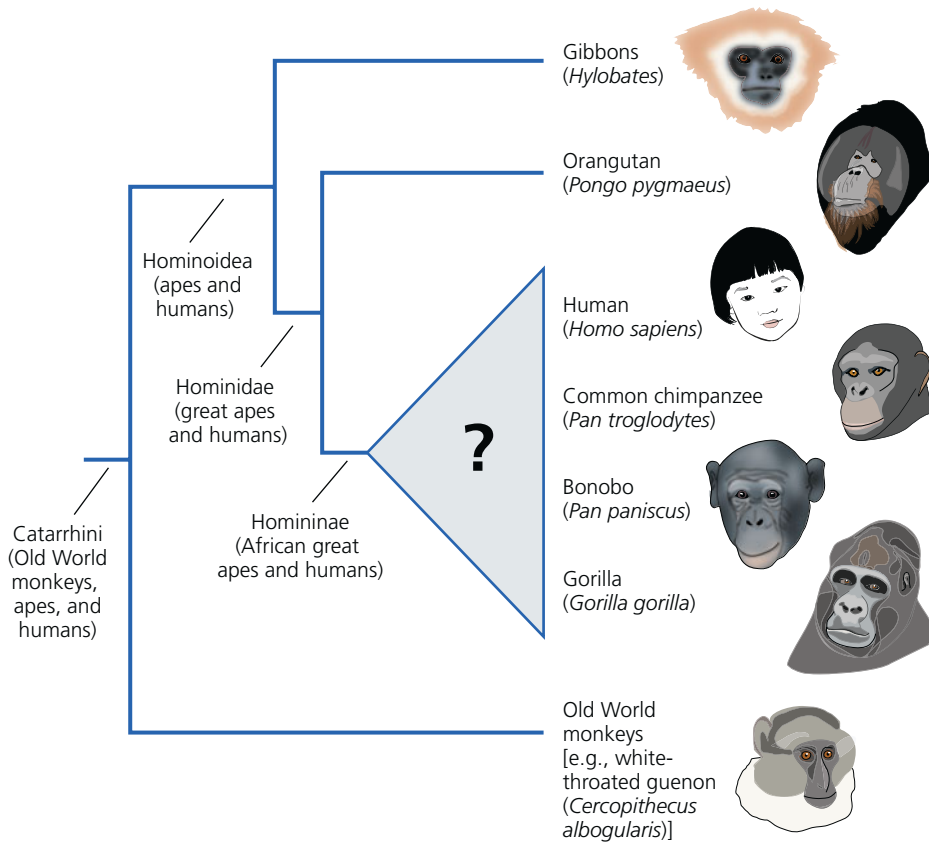 Gibbons
(Hylobates)
Orangutan
(Pongo pygmaeus)
Hominoidea
(apes and
humans)
Human
(Homo sapiens)
Hominidae
(great apes
and humans)
Common chimpanzee
(Pan troglodytes)
?
Bonobo
(Pan paniscus)
Homininae
(African great
apes and humans)
Catarrhini
(Old World
monkeys,
apes, and
humans)
Gorilla
(Gorilla gorilla)
Old World
monkeys
[e.g., white-
throated guenon
(Cercopithecus
albogularis)]